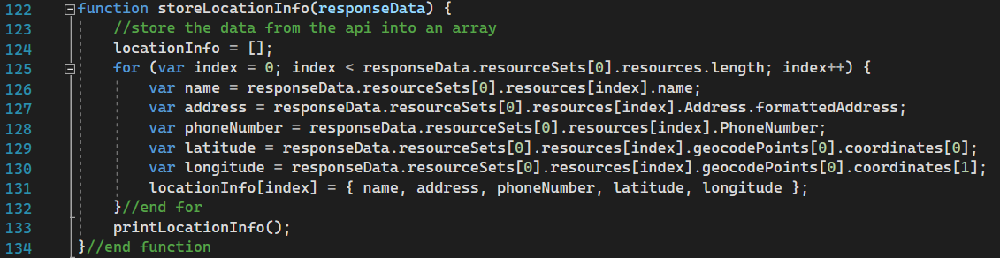 122 function storeLocationInfo(responseData) {
123 //store the data from the api into an array
124 locationInfo = [];
125 for (var index = 0; index < responseData.resourceSets[0].resources.length; index++) {
126 var name = responseData.resourceSets[0].resources[index].name;
127 var address = responseData.resourceSets[0].resources[index].Address.formattedAddress;
128 var phoneNumber = responseData.resourceSets[0].resources[index].PhoneNumber;
129 var latitude = responseData.resourceSets[0].resources[index].geocodePoints[0].coordinates[0];
130 var longitude = responseData.resourceSets[0].resources[index].geocodePoints[0].coordinates[1];
131 locationInfo[index] = { name, address, phoneNumber, latitude, longitude };
132 }//end for
133 printLocationInfo();
134 }//end function